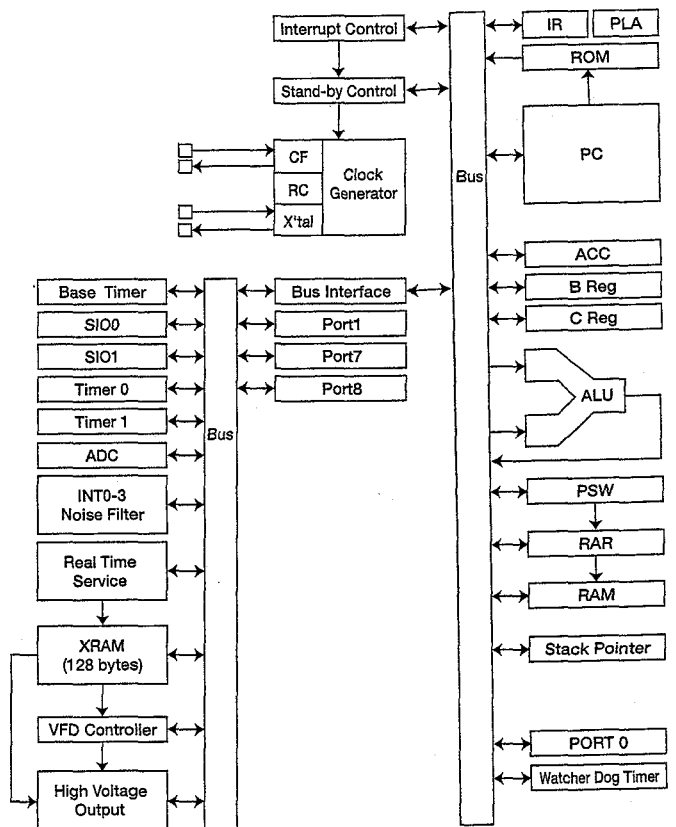 Interrupt Control
Stand-by Control
CF
RC
X'tal
Clock
Generator
Bus
IR
PLA
ROM
PC
ACC
B Reg
C Reg
ALU
PSW
RAR
RAM
Stack Pointer
PORT 0
Watcher Dog Timer
Base Timer
SIO0
SIO1
Timer 0
Timer 1
ADC
INT0-3
Noise Filter
Real Time
Service
XRAM
(128 bytes)
VFD Controller
High Voltage
Output
Bus
Bus Interface
Port1
Port7
Port8